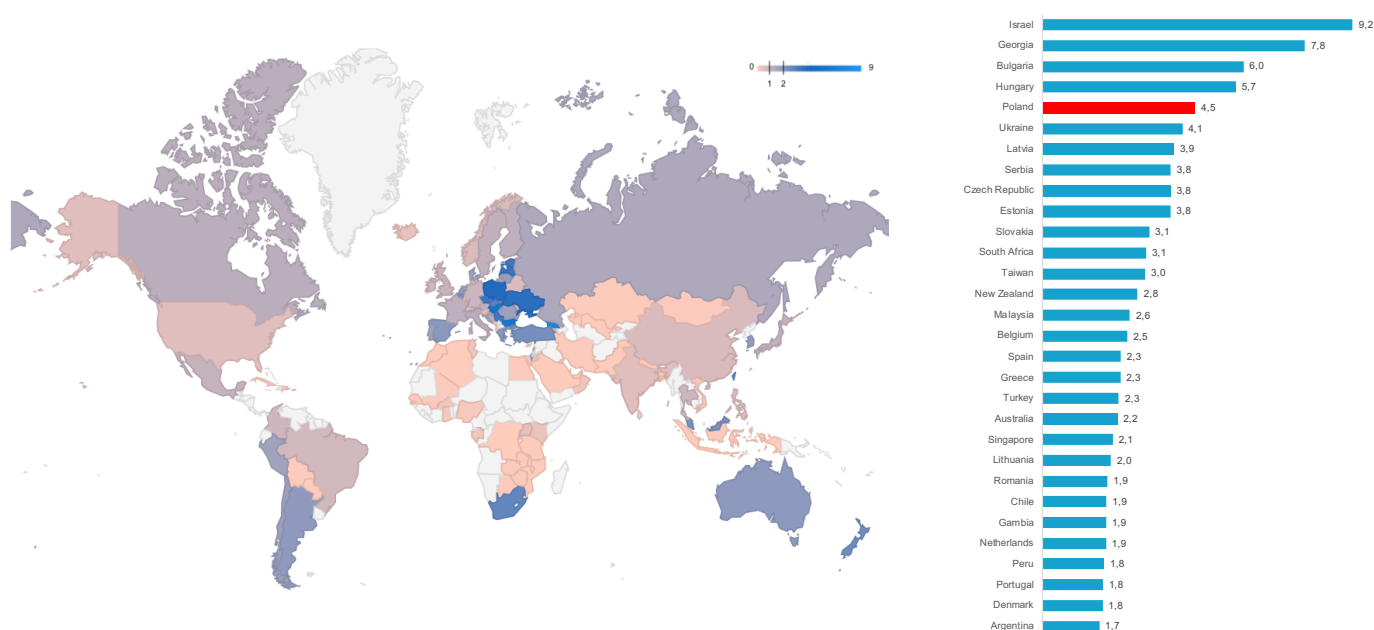 0 9
1 2
Israel 9,2
Georgia 7,8
Bulgaria 6,0
Hungary 5,7
Poland 4,5
Ukraine 4,1
Latvia 3,9
Serbia 3,8
Czech Republic 3,8
Estonia 3,8
Slovakia 3,1
South Africa 3,1
Taiwan 3,0
New Zealand 2,8
Malaysia 2,6
Belgium 2,5
Spain 2,3
Greece 2,3
Turkey 2,3
Australia 2,2
Singapore 2,1
Lithuania 2,0
Romania 1,9
Chile 1,9
Gambia 1,9
Netherlands 1,9
Peru 1,8
Portugal 1,8
Denmark 1,8
Argentina 1,7